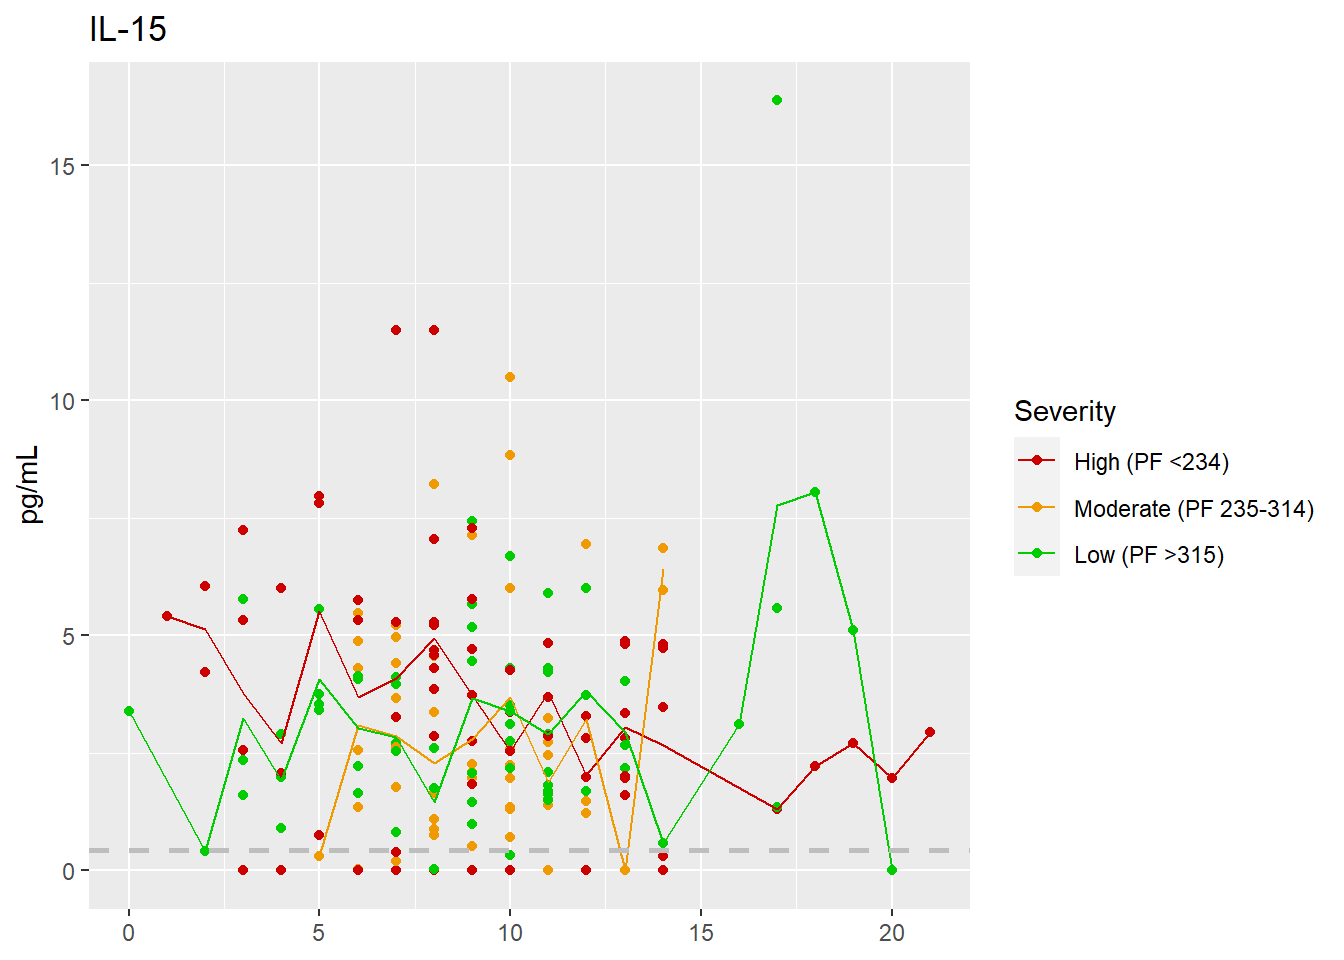 IL-15
15
10
5
0
pg/mL
0 5 10 15 20
Severity
High (PF <234)
Moderate (PF 235-314)
Low (PF >315)